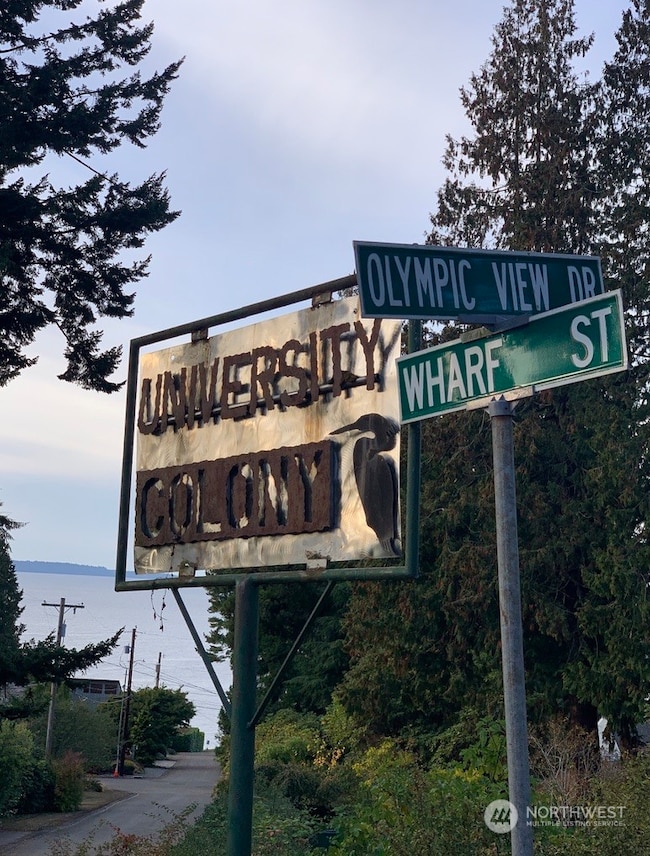 OLYMPIC VIEW DR
WHARF ST
UNIVERSITY
COLONY
NORTHWEST
MULTIPLE LISTING SERVICE